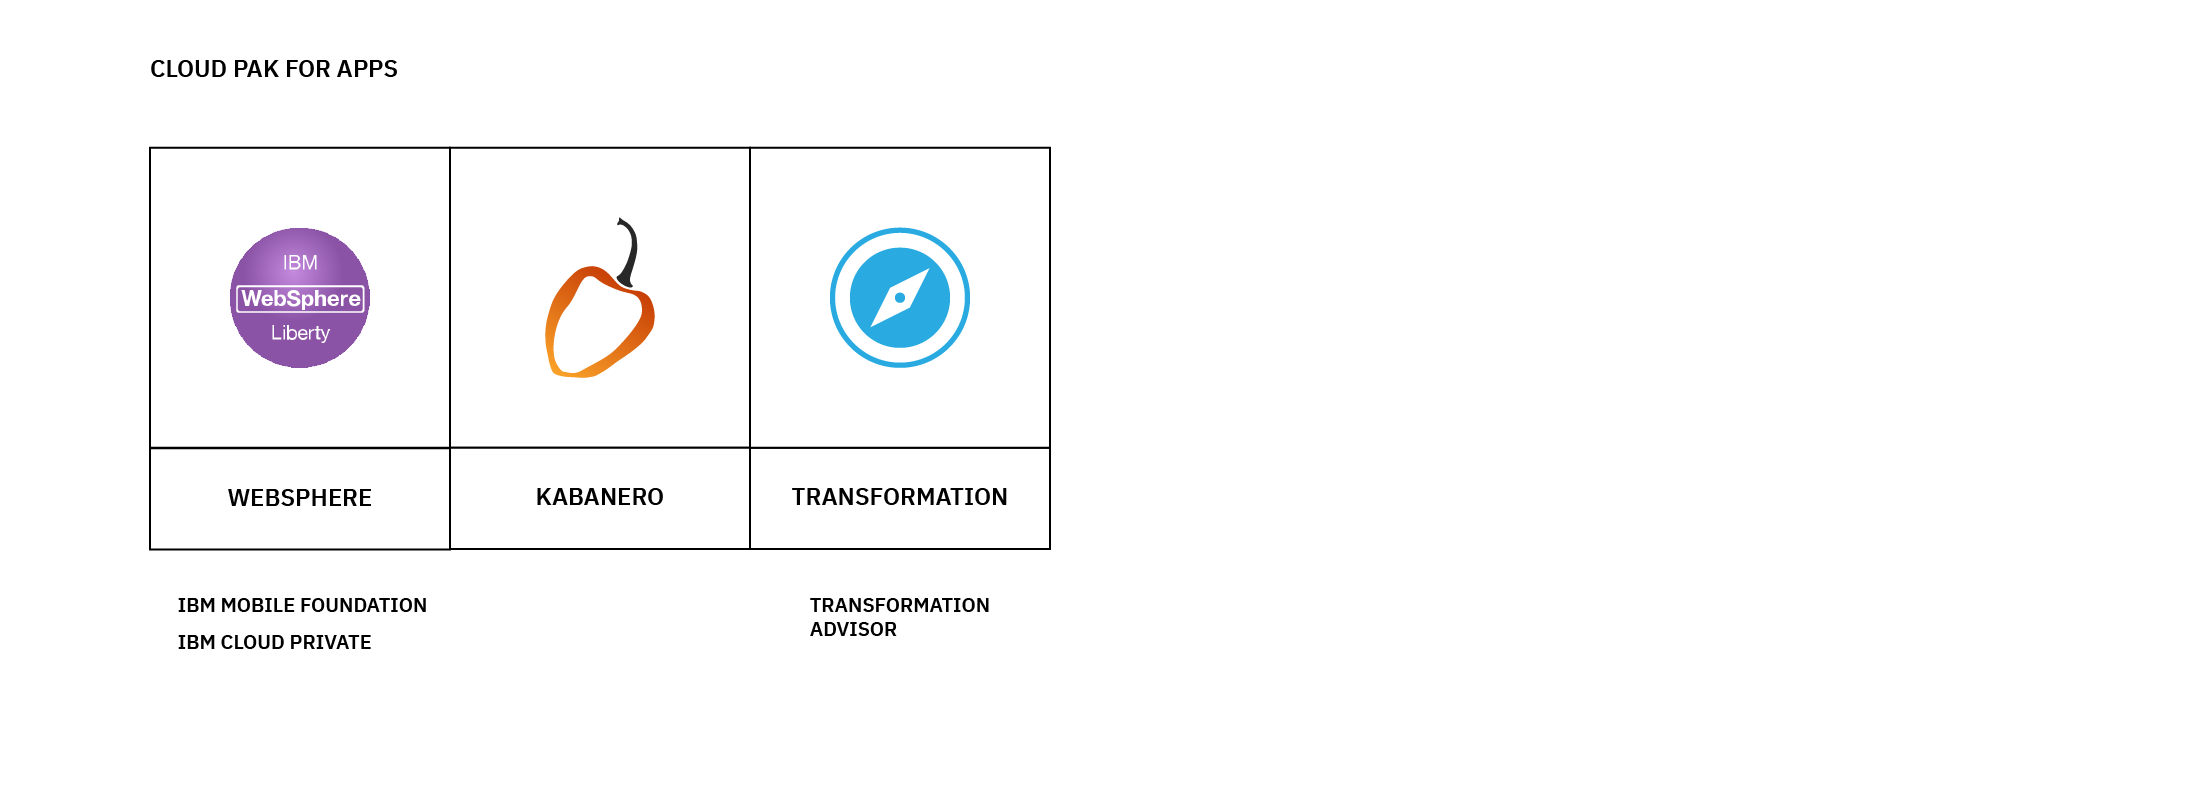 CLOUD PAK FOR APPS
IBM
WebSphere
Liberty
WEBSPHERE
KABANERO
TRANSFORMATION
IBM MOBILE FOUNDATION
IBM CLOUD PRIVATE
TRANSFORMATION
ADVISOR